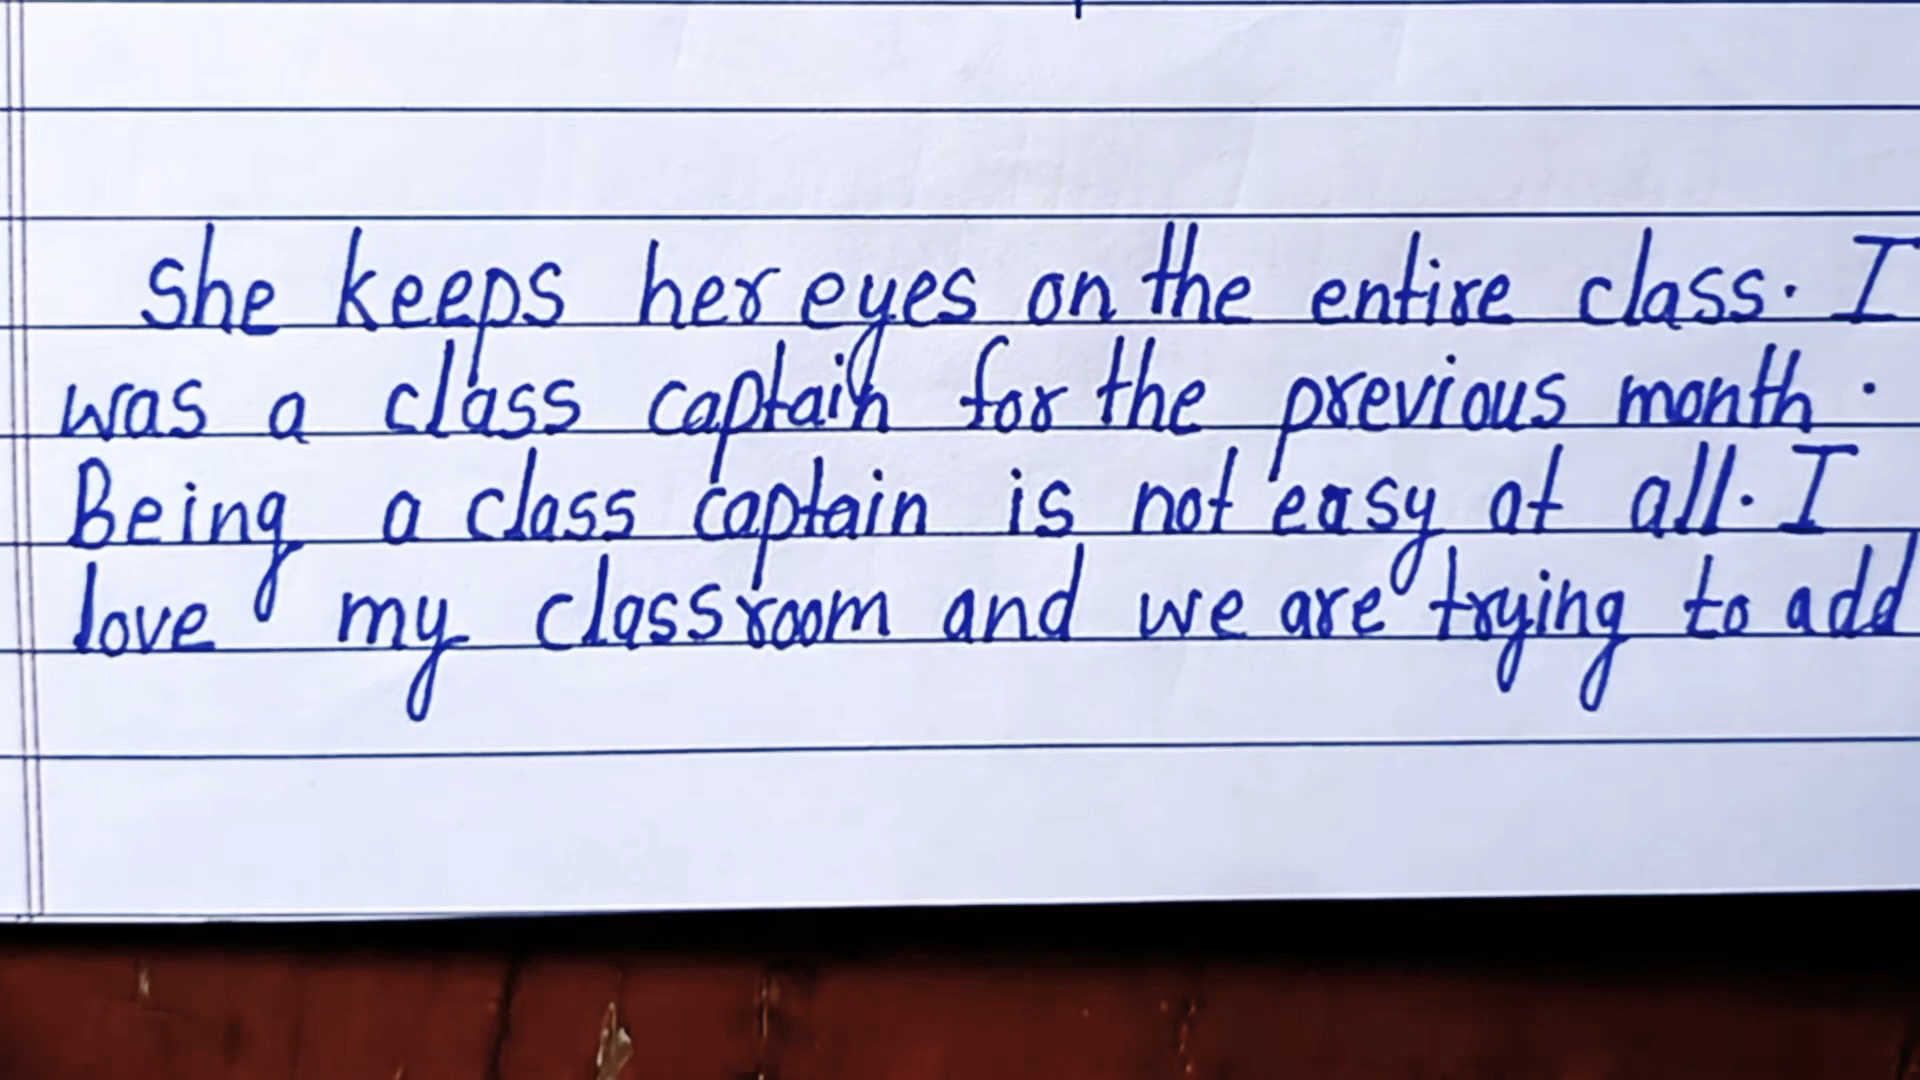 She keeps her eyes on the entire class. I
was a class captain for the previous month.
Being a class captain is not easy at all. I
love my classroom and we are trying to add